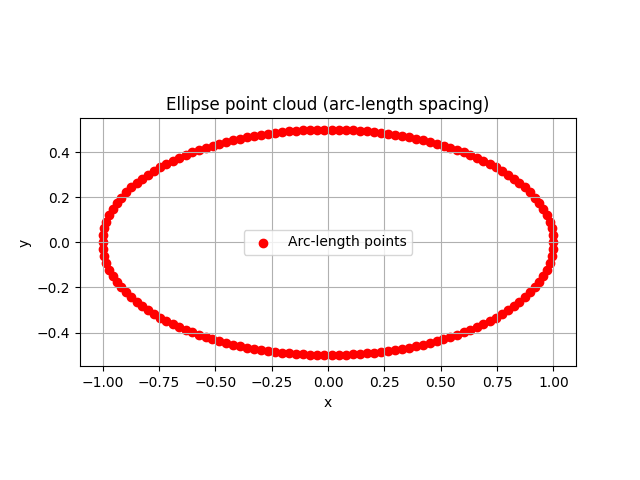 Ellipse point cloud (arc-length spacing)
0.4
0.2
0.0
−0.2
−0.4
y
Arc-length points
−1.00 −0.75 −0.50 −0.25 0.00 0.25 0.50 0.75 1.00
x